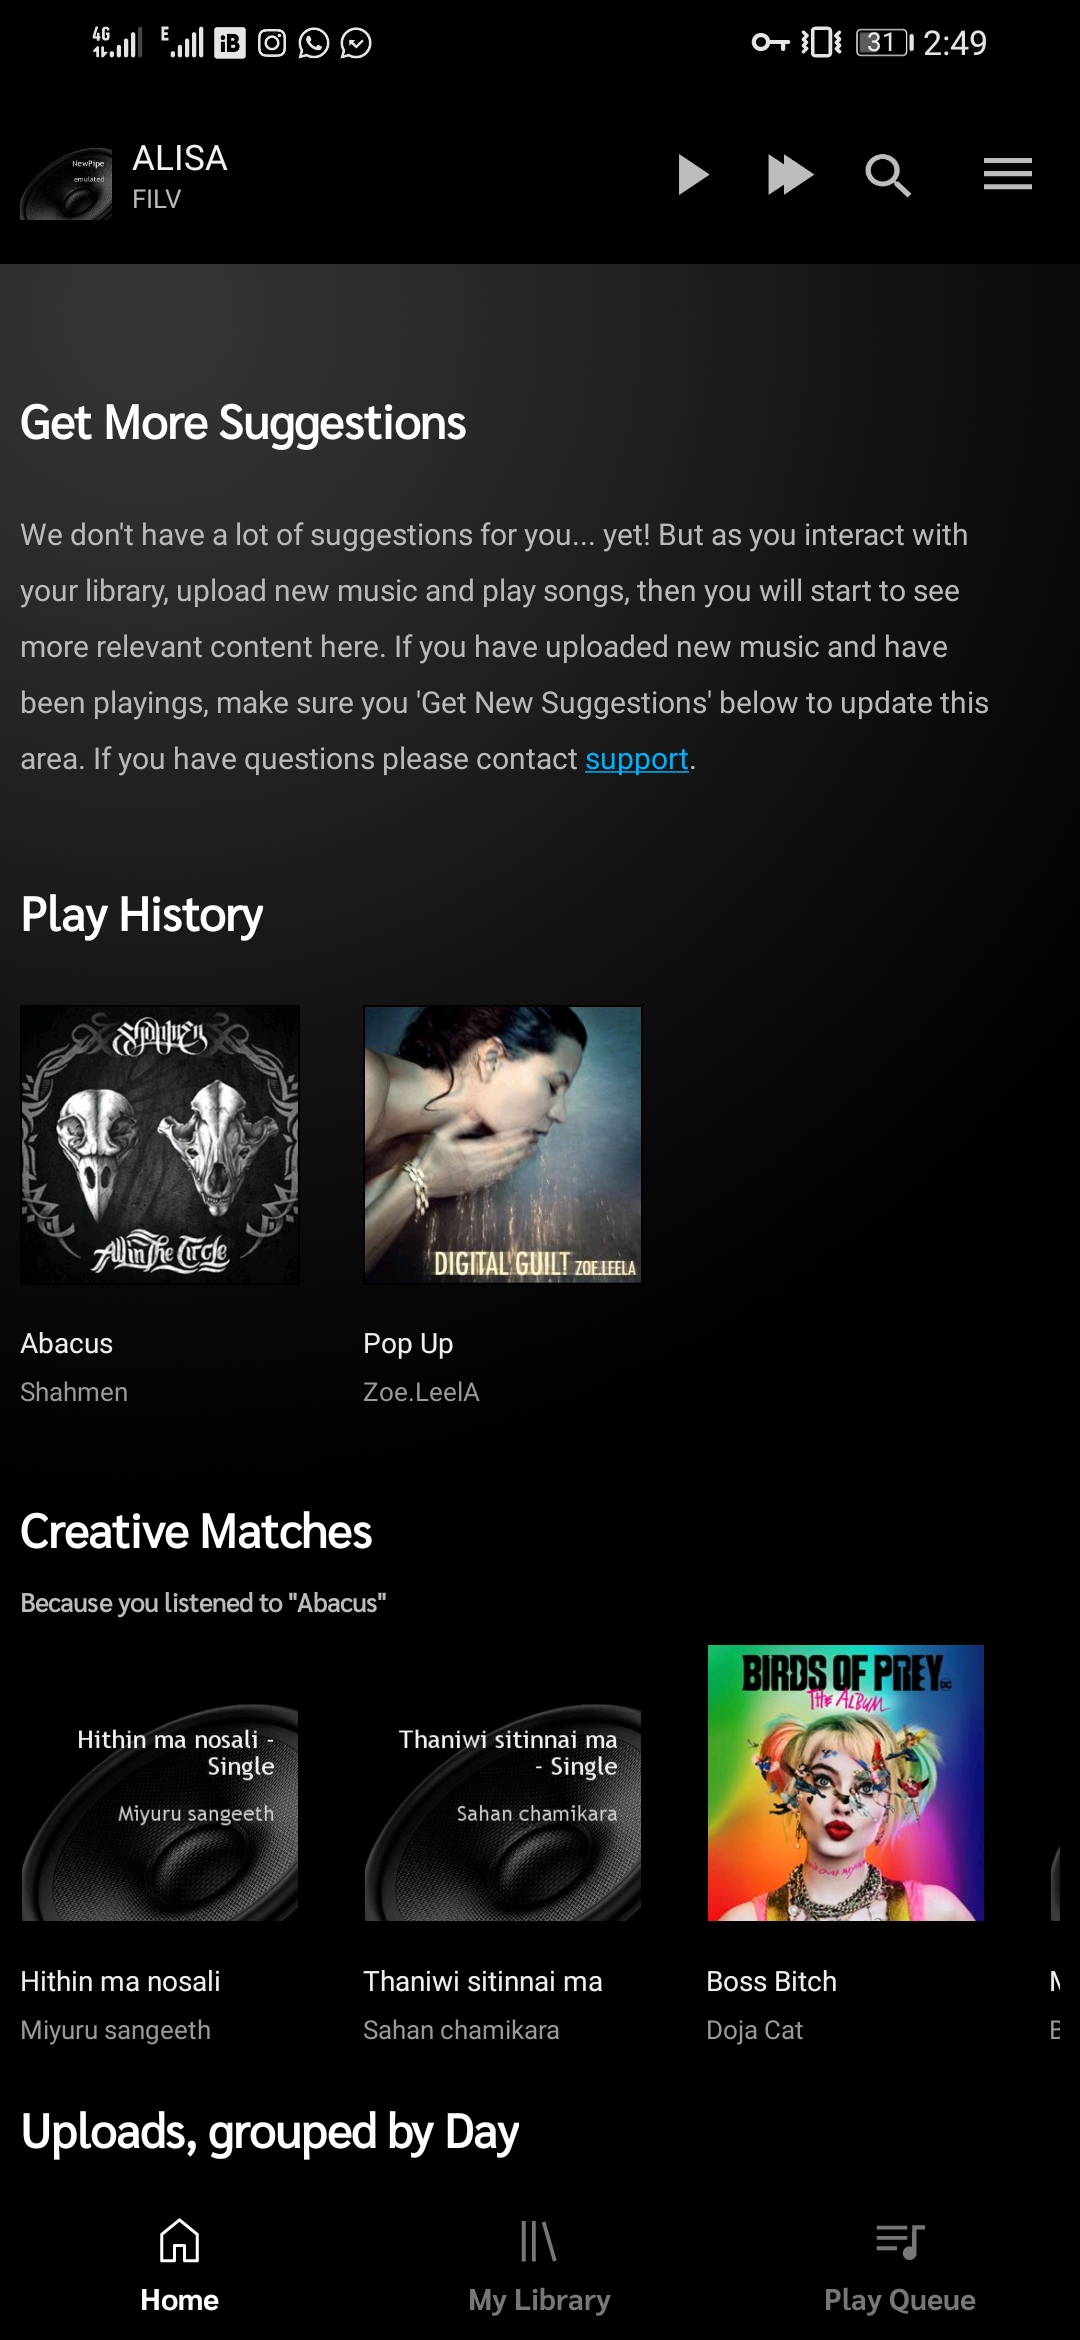 4G
E
iB
31
2:49
NewPipe
emulated
ALISA
FILV
Get More Suggestions
We don't have a lot of suggestions for you... yet! But as you interact with
your library, upload new music and play songs, then you will start to see
more relevant content here. If you have uploaded new music and have
been playings, make sure you 'Get New Suggestions' below to update this
area. If you have questions please contact support.
Play History
Shahmen
All in The Circle
DIGITAL GUILT ZOE.LEELA
Abacus
Pop Up
Shahmen
Zoe.LeelA
Creative Matches
Because you listened to "Abacus"
Hithin ma nosali -
Single
Miyuru sangeeth
Thaniwi sitinnai ma
- Single
Sahan chamikara
BIRDS OF PREY
DC
THE ALBUM
Hithin ma nosali
Thaniwi sitinnai ma
Boss Bitch
Miyuru sangeeth
Sahan chamikara
Doja Cat
Uploads, grouped by Day
Home
My Library
Play Queue